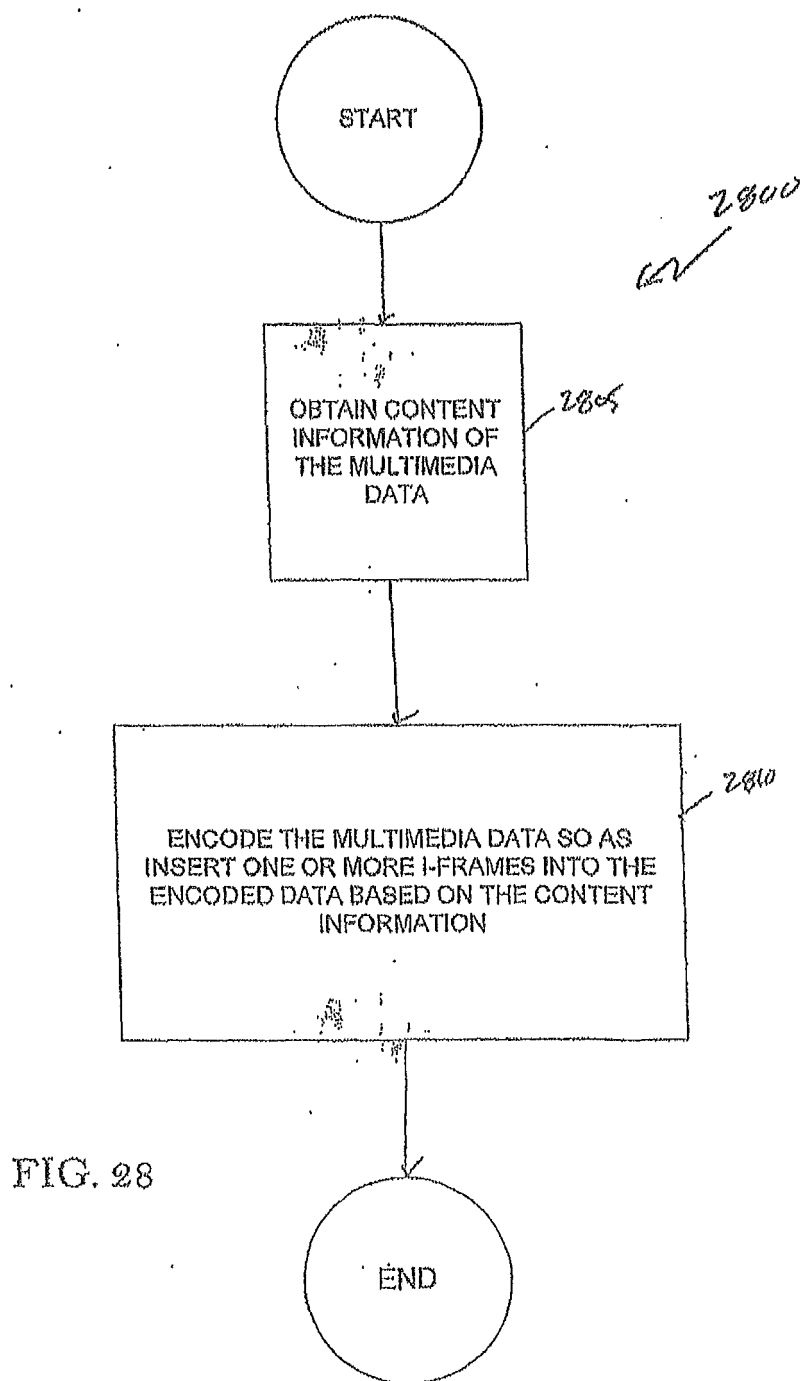 START
2800
OBTAIN CONTENT
INFORMATION OF
THE MULTIMEDIA
DATA
2805
ENCODE THE MULTIMEDIA DATA SO AS
INSERT ONE OR MORE I-FRAMES INTO THE
ENCODED DATA BASED ON THE CONTENT
INFORMATION
2810
FIG. 28
END